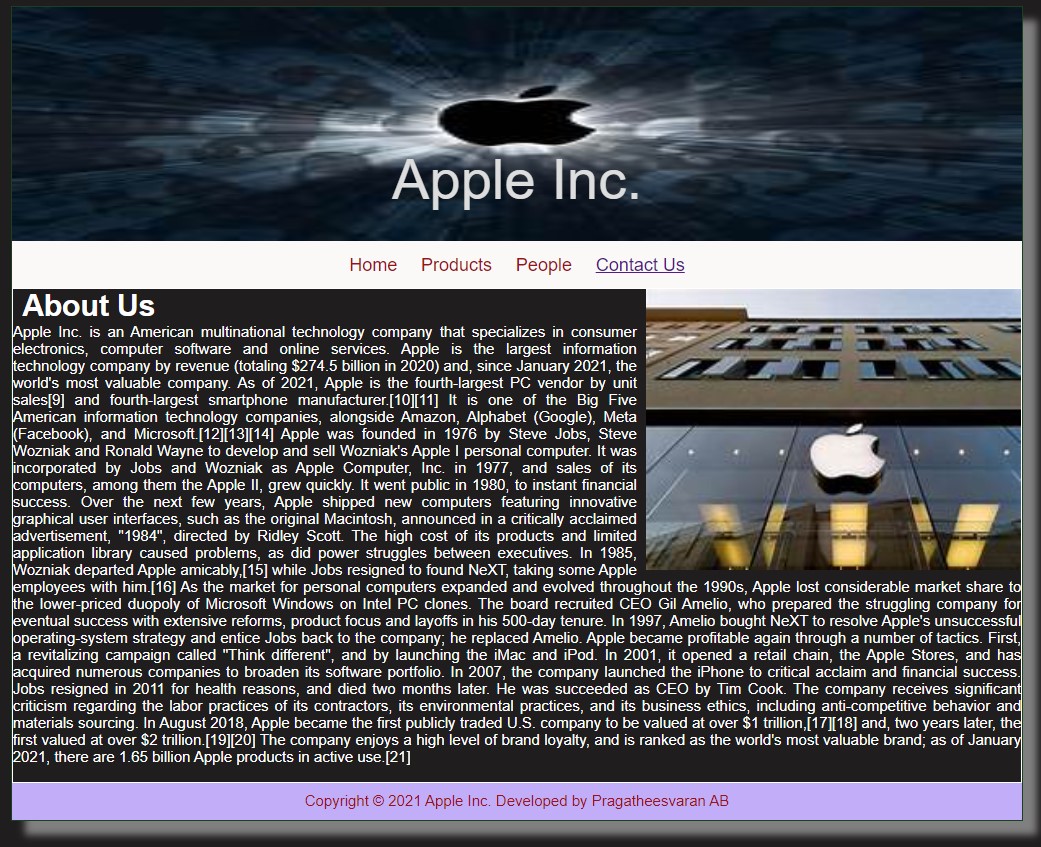 Apple Inc.
Home Products People Contact Us
About Us
Apple Inc. is an American multinational technology company that specializes in consumer
electronics, computer software and online services. Apple is the largest information
technology company by revenue (totaling $274.5 billion in 2020) and, since January 2021, the
world's most valuable company. As of 2021, Apple is the fourth-largest PC vendor by unit
sales[9] and fourth-largest smartphone manufacturer.[10][11] It is one of the Big Five
American information technology companies, alongside Amazon, Alphabet (Google), Meta
(Facebook), and Microsoft.[12][13][14] Apple was founded in 1976 by Steve Jobs, Steve
Wozniak and Ronald Wayne to develop and sell Wozniak's Apple I personal computer. It was
incorporated by Jobs and Wozniak as Apple Computer, Inc. in 1977, and sales of its
computers, among them the Apple II, grew quickly. It went public in 1980, to instant financial
success. Over the next few years, Apple shipped new computers featuring innovative
graphical user interfaces, such as the original Macintosh, announced in a critically acclaimed
advertisement, "1984", directed by Ridley Scott. The high cost of its products and limited
application library caused problems, as did power struggles between executives. In 1985,
Wozniak departed Apple amicably,[15] while Jobs resigned to found NeXT, taking some Apple
employees with him.[16] As the market for personal computers expanded and evolved throughout the 1990s, Apple lost considerable market share to
the lower-priced duopoly of Microsoft Windows on Intel PC clones. The board recruited CEO Gil Amelio, who prepared the struggling company for
eventual success with extensive reforms, product focus and layoffs in his 500-day tenure. In 1997, Amelio bought NeXT to resolve Apple's unsuccessful
operating-system strategy and entice Jobs back to the company; he replaced Amelio. Apple became profitable again through a number of tactics. First,
a revitalizing campaign called "Think different", and by launching the iMac and iPod. In 2001, it opened a retail chain, the Apple Stores, and has
acquired numerous companies to broaden its software portfolio. In 2007, the company launched the iPhone to critical acclaim and financial success.
Jobs resigned in 2011 for health reasons, and died two months later. He was succeeded as CEO by Tim Cook. The company receives significant
criticism regarding the labor practices of its contractors, its environmental practices, and its business ethics, including anti-competitive behavior and
materials sourcing. In August 2018, Apple became the first publicly traded U.S. company to be valued at over $1 trillion,[17][18] and, two years later, the
first valued at over $2 trillion.[19][20] The company enjoys a high level of brand loyalty, and is ranked as the world's most valuable brand; as of January
2021, there are 1.65 billion Apple products in active use.[21]
Copyright © 2021 Apple Inc. Developed by Pragatheesvaran AB